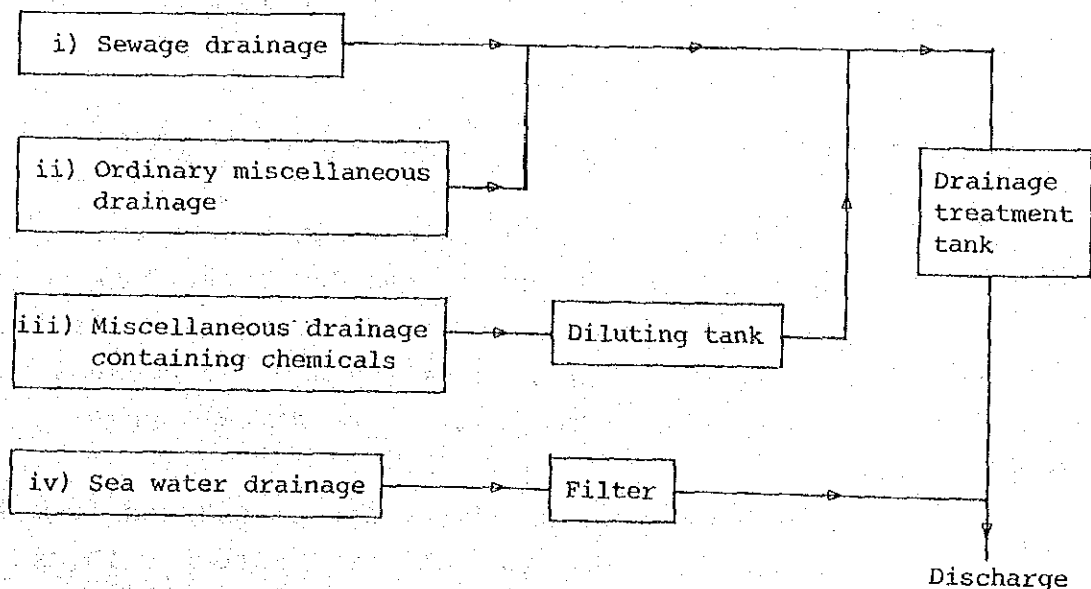 i) Sewage drainage
ii) Ordinary miscellaneous
drainage
Drainage
treatment
tank
iii) Miscellaneous drainage
containing chemicals
Diluting tank
iv) Sea water drainage
Filter
Discharge